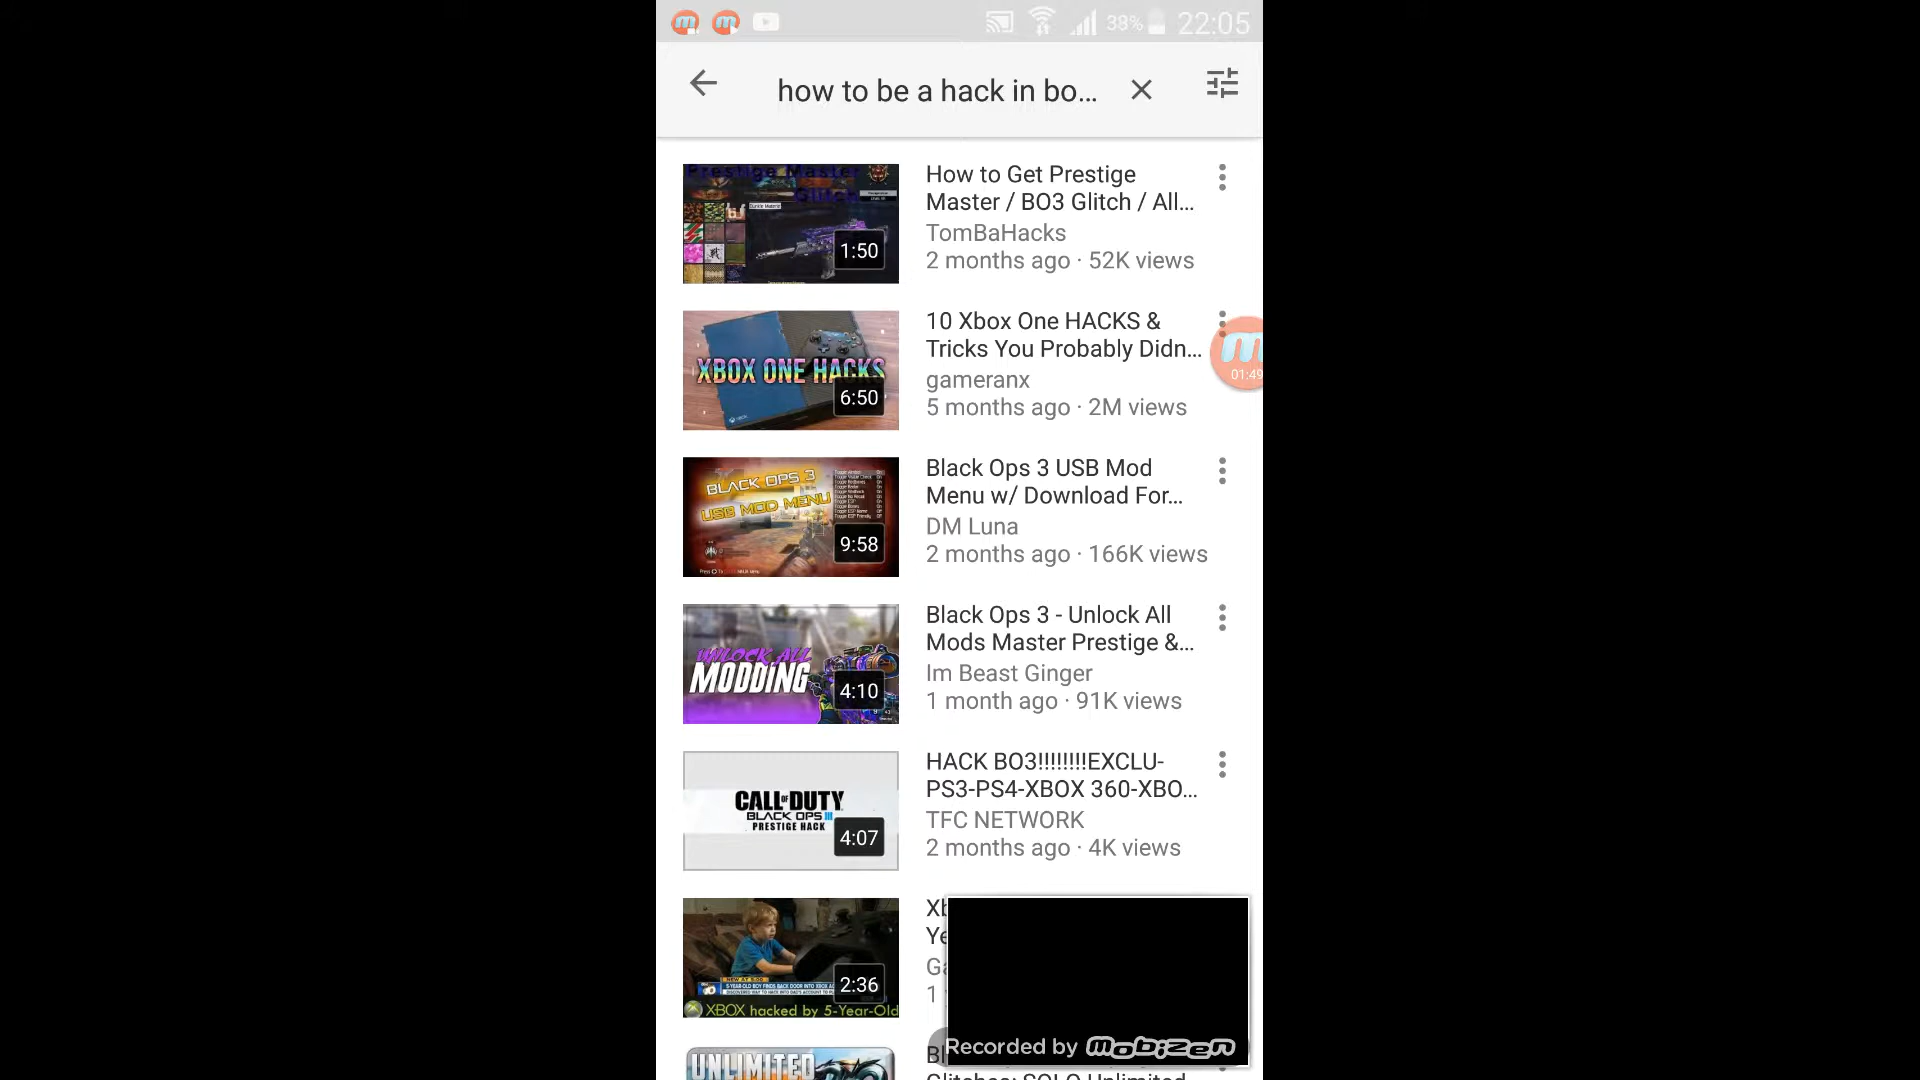 38% 22:05
how to be a hack in bo...
Prestige Master
Glitch
1:50
How to Get Prestige
Master / BO3 Glitch / All...
TomBaHacks
2 months ago · 52K views
XBOX ONE HACKS
6:50
10 Xbox One HACKS &
Tricks You Probably Didn...
gameranx
5 months ago · 2M views
01:49
BLACK OPS 3
USB MOD MENU
9:58
Black Ops 3 USB Mod
Menu w/ Download For...
DM Luna
2 months ago · 166K views
UNLOCK ALL
MODDING
4:10
Black Ops 3 - Unlock All
Mods Master Prestige &...
Im Beast Ginger
1 month ago · 91K views
CALL OF DUTY
BLACK OPS III
PRESTIGE HACK
4:07
HACK BO3!!!!!!!!EXCLU-
PS3-PS4-XBOX 360-XBO...
TFC NETWORK
2 months ago · 4K views
2:36
XBOX hacked by 5-Year-Old
Recorded by Mobizen
UNLIMITED